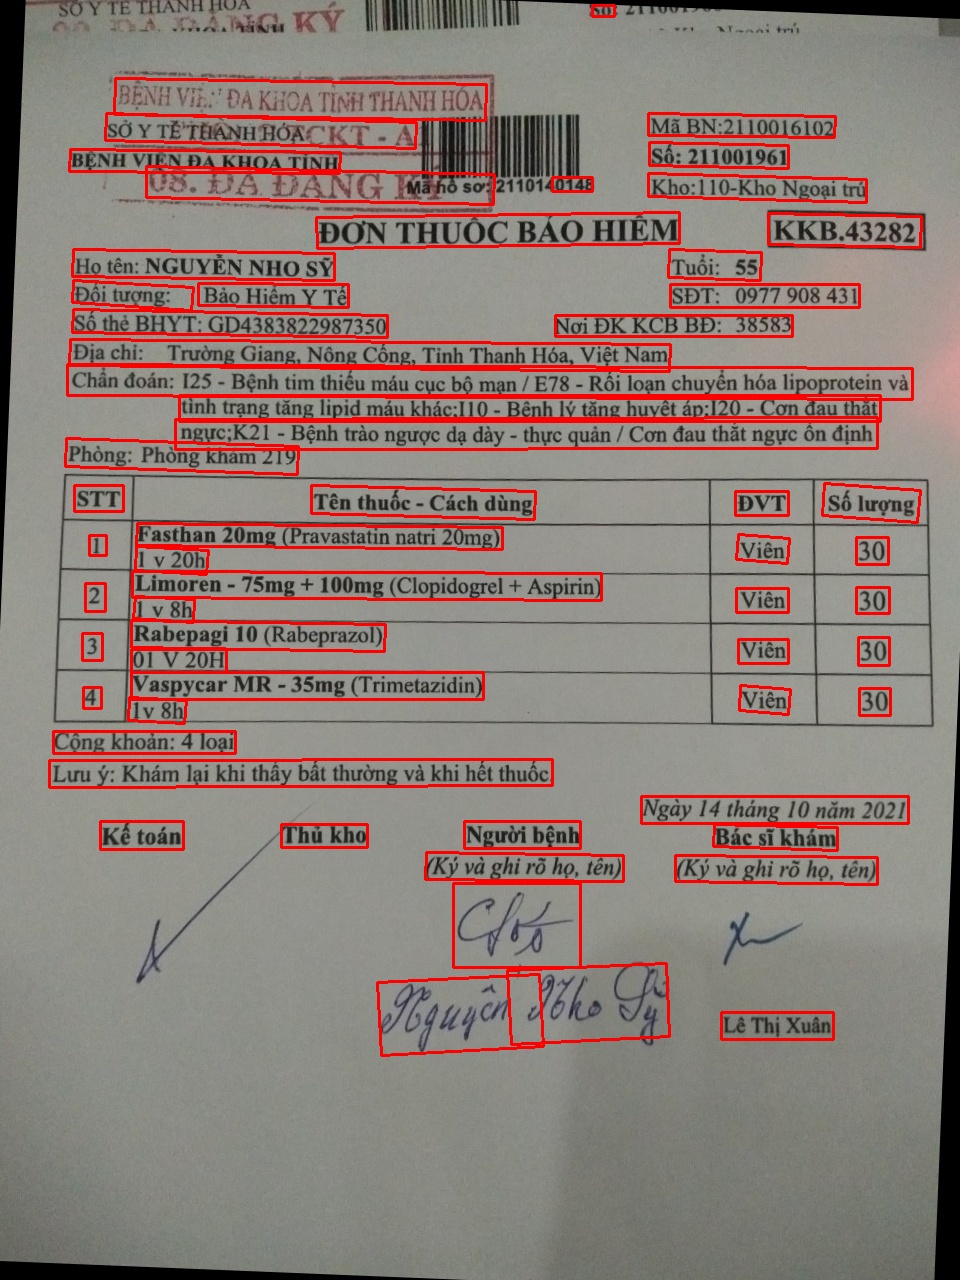 SỞ Y TẾ THANH HÓA
số: 211001961
BỆNH VIỆN ĐA KHOA TỈNH THANH HÓA
SỞ Y TẾ THANH HÓA
CKT - A
Mã BN:2110016102
BỆNH VIỆN ĐA KHOA TỈNH
Số: 211001961
08. ĐÃ ĐĂNG KÝ
Mã hồ sơ:2110140148
Kho:110-Kho Ngoại trú
ĐƠN THUỐC BẢO HIỂM
KKB.43282
Họ tên: NGUYỄN NHO SỸ
Tuổi: 55
Đối tượng: Bảo Hiểm Y Tế
SĐT: 0977 908 431
Số thẻ BHYT: GD4383822987350
Nơi ĐK KCB BĐ: 38583
Địa chỉ: Trường Giang, Nông Cống, Tỉnh Thanh Hóa, Việt Nam
Chẩn đoán: I25 - Bệnh tim thiếu máu cục bộ mạn / E78 - Rối loạn chuyển hóa lipoprotein và
tình trạng tăng lipid máu khác;I10 - Bệnh lý tăng huyết áp;I20 - Cơn đau thắt
ngực;K21 - Bệnh trào ngược dạ dày - thực quản / Cơn đau thắt ngực ổn định
Phòng: Phòng khám 219
STT Tên thuốc - Cách dùng ĐVT Số lượng
1 Fasthan 20mg (Pravastatin natri 20mg) Viên 30
1 v 20h
2 Limoren - 75mg + 100mg (Clopidogrel + Aspirin) Viên 30
1 v 8h
3 Rabepagi 10 (Rabeprazol) Viên 30
01 V 20H
4 Vaspycar MR - 35mg (Trimetazidin) Viên 30
1v 8h
Cộng khoản: 4 loại
Lưu ý: Khám lại khi thấy bất thường và khi hết thuốc
Ngày 14 tháng 10 năm 2021
Kế toán Thủ kho Người bệnh Bác sĩ khám
(Ký và ghi rõ họ, tên) (Ký và ghi rõ họ, tên)
Nguyễn Nho Sỹ
Lê Thị Xuân